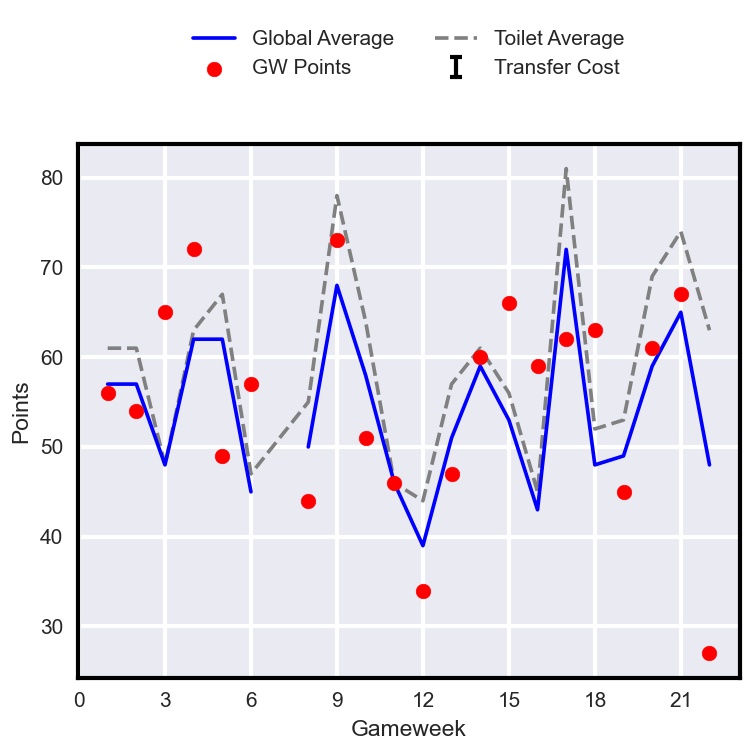 Global Average
Toilet Average
GW Points
Transfer Cost
80
70
60
50
40
30
Points
0 3 6 9 12 15 18 21
Gameweek